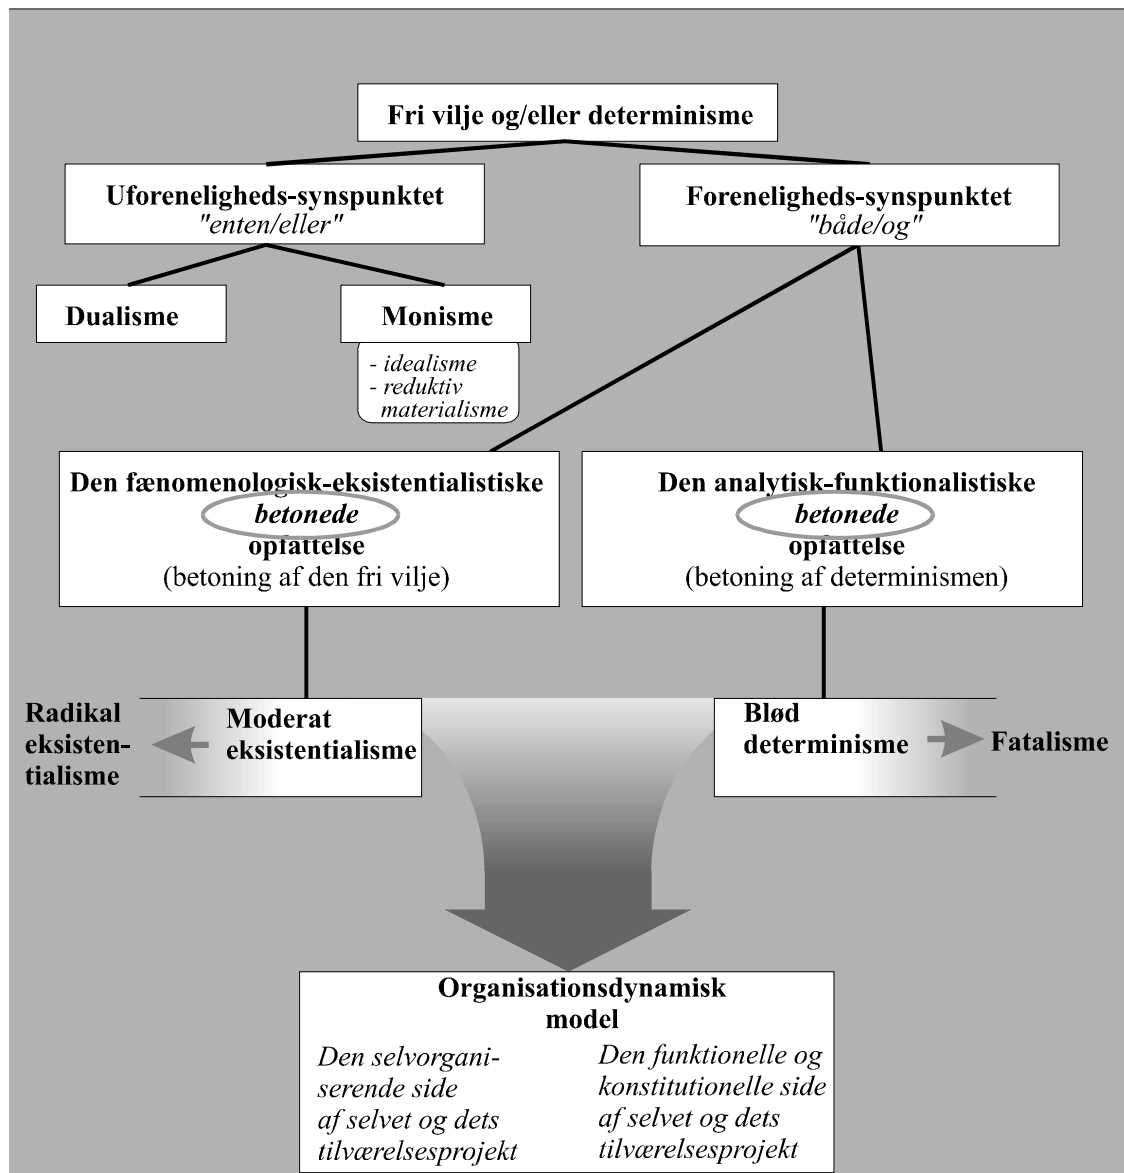 Fri vilje og/eller determinisme
Uforeneligheds-synspunktet
"enten/eller"
Foreneligheds-synspunktet
"både/og"
Dualisme
Monisme
- idealisme
- reduktiv
materialisme
Den fænomenologisk-eksistentialistiske
betonede
opfattelse
(betoning af den fri vilje)
Den analytisk-funktionalistiske
betonede
opfattelse
(betoning af determinismen)
Radikal
eksisten-
tialisme
Moderat
eksistentialisme
Blød
determinisme
Fatalisme
Organisationsdynamisk
model
Den selvorgani-
serende side
af selvet og dets
tilværelsesprojekt
Den funktionelle og
konstitutionelle side
af selvet og dets
tilværelsesprojekt